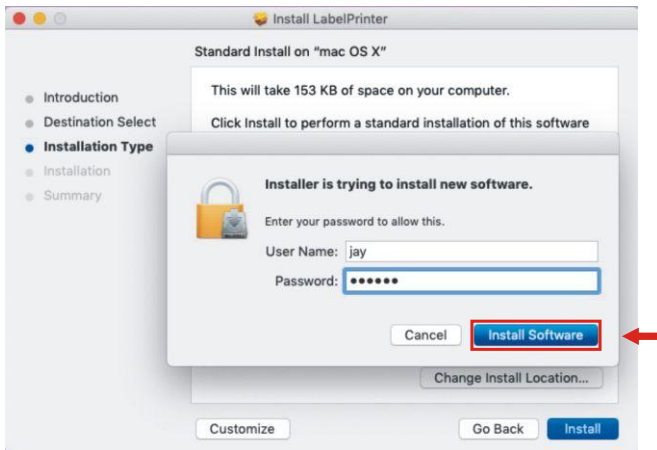 Install LabelPrinter
Standard Install on "mac OS X"
Introduction
Destination Select
Installation Type
Installation
Summary
This will take 153 KB of space on your computer.
Click Install to perform a standard installation of this software
Installer is trying to install new software.
Enter your password to allow this.
User Name: jay
Password: ••••••
Cancel
Install Software
Change Install Location...
Customize
Go Back
Install